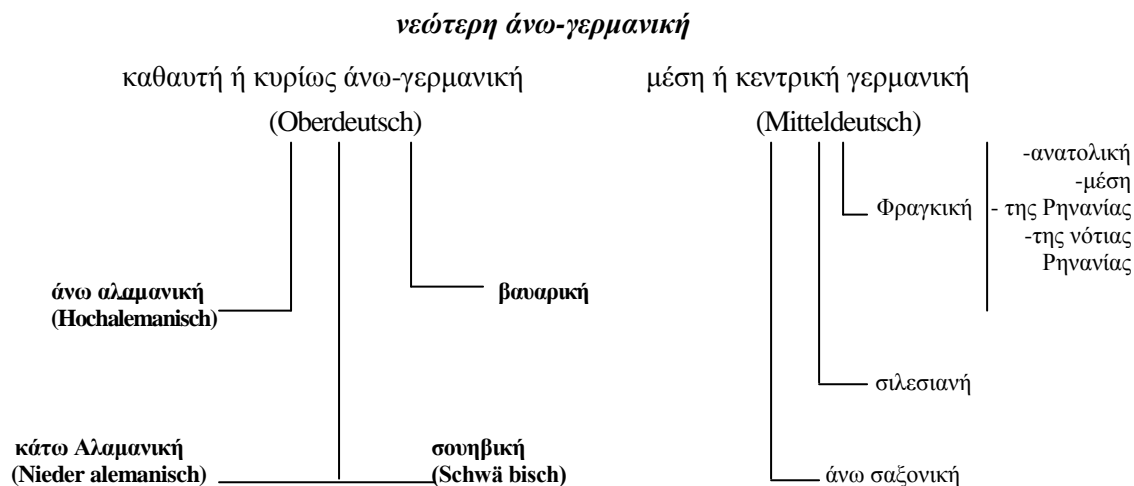 νεώτερη άνω-γερμανική
καθαυτή ή κυρίως άνω-γερμανική
(Oberdeutsch)
μέση ή κεντρική γερμανική
(Mitteldeutsch)
άνω αλαμανική
(Hochalemanisch)
βαυαρική
κάτω Αλαμανική
(Nieder alemanisch)
σουηβική
(Schwä bisch)
Φραγκική
-ανατολική
-μέση
- της Ρηνανίας
-της νότιας
Ρηνανίας
σιλεσιανή
άνω σαξονική